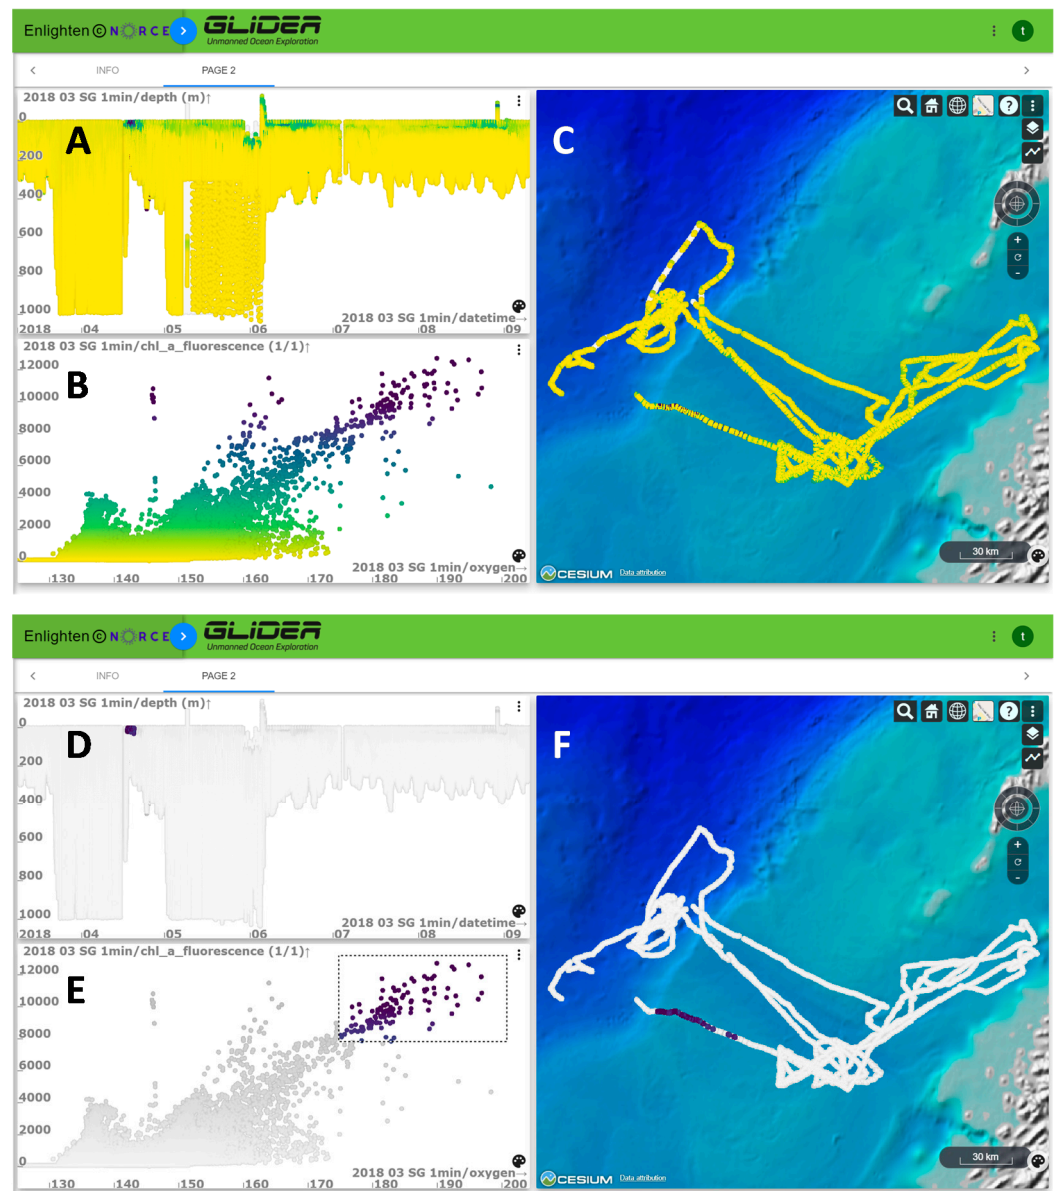 Enlighten © NORCE > GLIDER
Unmanned Ocean Exploration
t
INFO PAGE 2
2018 03 SG 1min/depth (m)↑
0
A
200
400
600
800
1000
2018 03 SG 1min/datetime→
2018 04 05 06 07 08 09
2018 03 SG 1min/chl_a_fluorescence (1/1)↑
12000
B
10000
8000
6000
4000
2000
0
2018 03 SG 1min/oxygen→
130 140 150 160 170 180 190 200
C
?
+
-
30 km
CESIUM Data attribution
Enlighten © NORCE > GLIDER
Unmanned Ocean Exploration
t
INFO PAGE 2
2018 03 SG 1min/depth (m)↑
0
D
200
400
600
800
1000
2018 03 SG 1min/datetime→
2018 04 05 06 07 08 09
2018 03 SG 1min/chl_a_fluorescence (1/1)↑
12000
E
10000
8000
6000
4000
2000
0
2018 03 SG 1min/oxygen→
130 140 150 160 170 180 190 200
F
?
+
-
30 km
CESIUM Data attribution